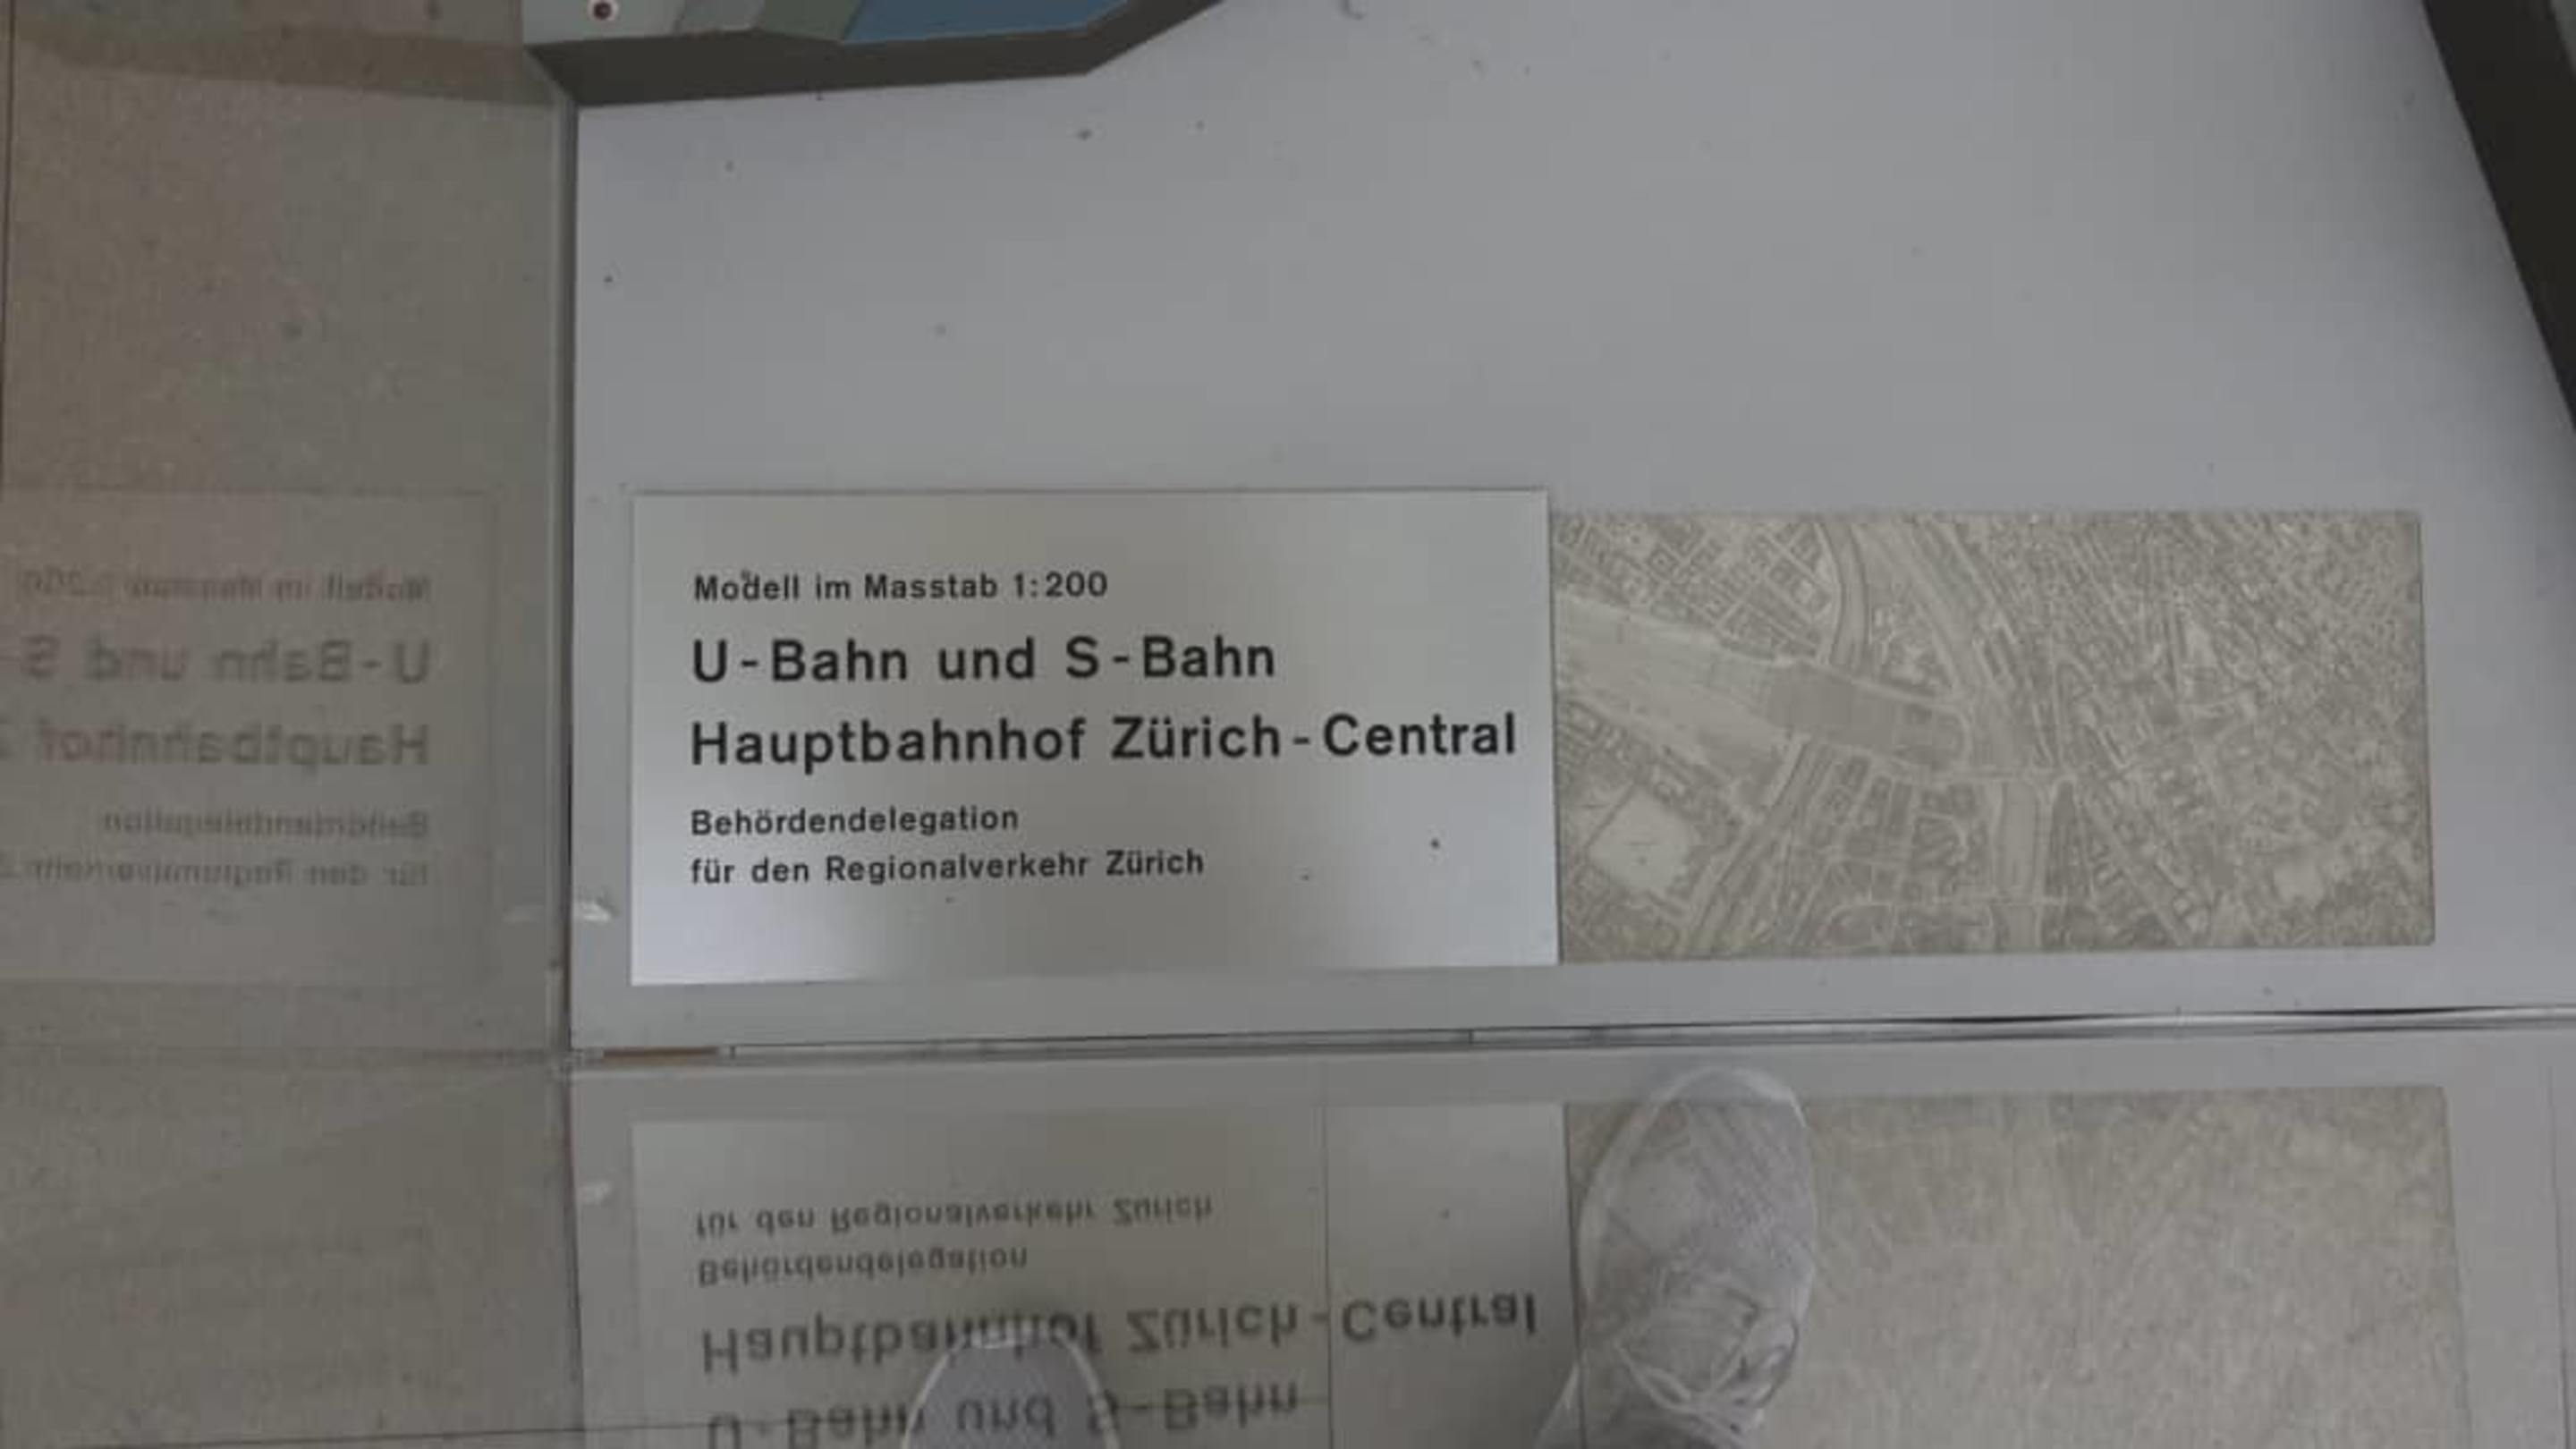 Modell im Masstab 1:200
U-Bahn und S-Bahn
Hauptbahnhof Zürich-Central
Behördendelegation
für den Regionalverkehr Zürich